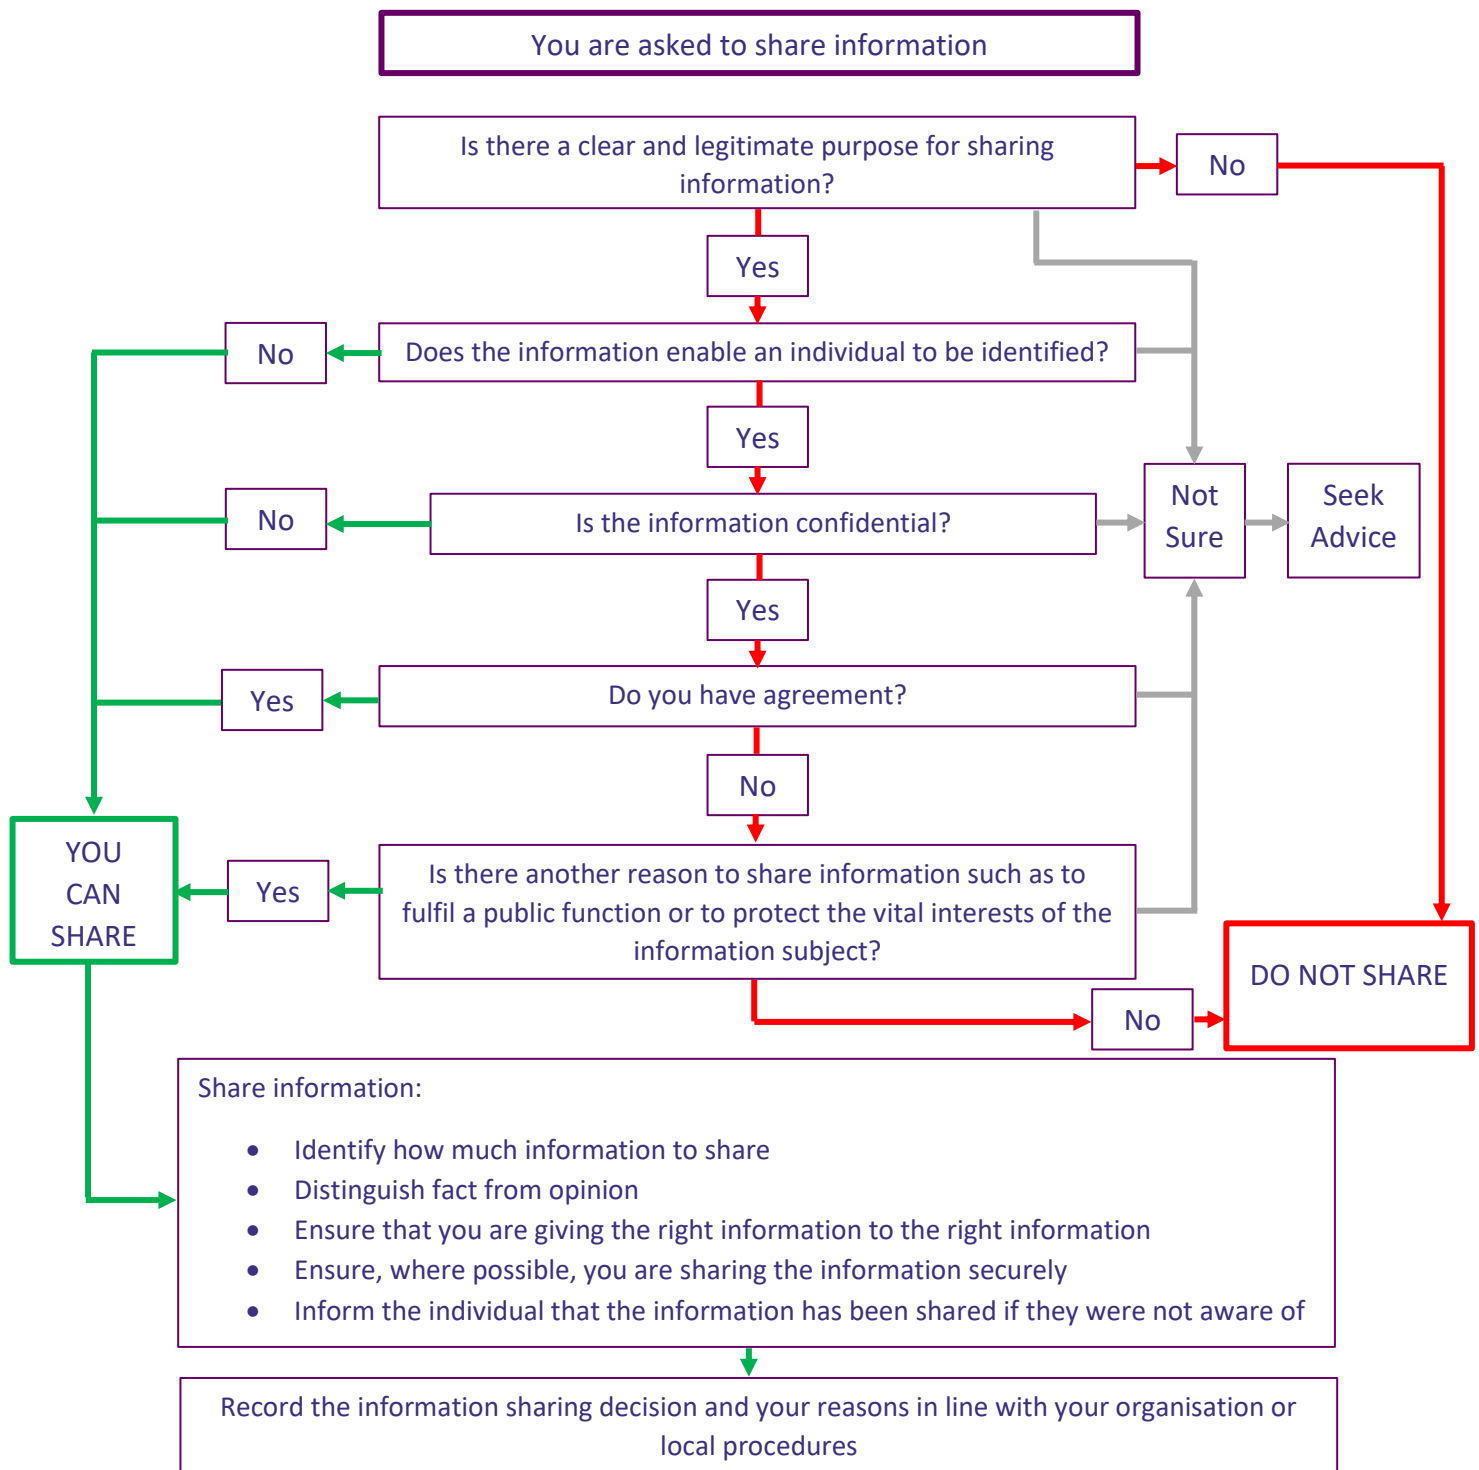 You are asked to share information
Is there a clear and legitimate purpose for sharing
information?
No
Yes
No
Does the information enable an individual to be identified?
Yes
No
Is the information confidential?
Not
Sure
Seek
Advice
Yes
Yes
Do you have agreement?
No
YOU
CAN
SHARE
Yes
Is there another reason to share information such as to
fulfil a public function or to protect the vital interests of the
information subject?
DO NOT SHARE
No
Share information:
• Identify how much information to share
• Distinguish fact from opinion
• Ensure that you are giving the right information to the right information
• Ensure, where possible, you are sharing the information securely
• Inform the individual that the information has been shared if they were not aware of
Record the information sharing decision and your reasons in line with your organisation or
local procedures